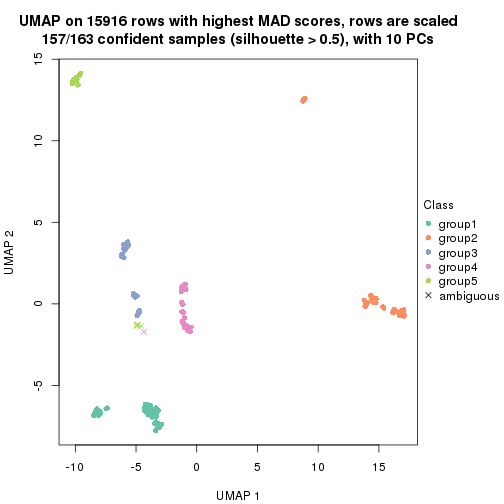 UMAP on 15916 rows with highest MAD scores, rows are scaled
157/163 confident samples (silhouette > 0.5), with 10 PCs
15
10
5
0
-5
UMAP 2
-10
-5
0
5
10
15
UMAP 1
Class
group1
group2
group3
group4
group5
ambiguous